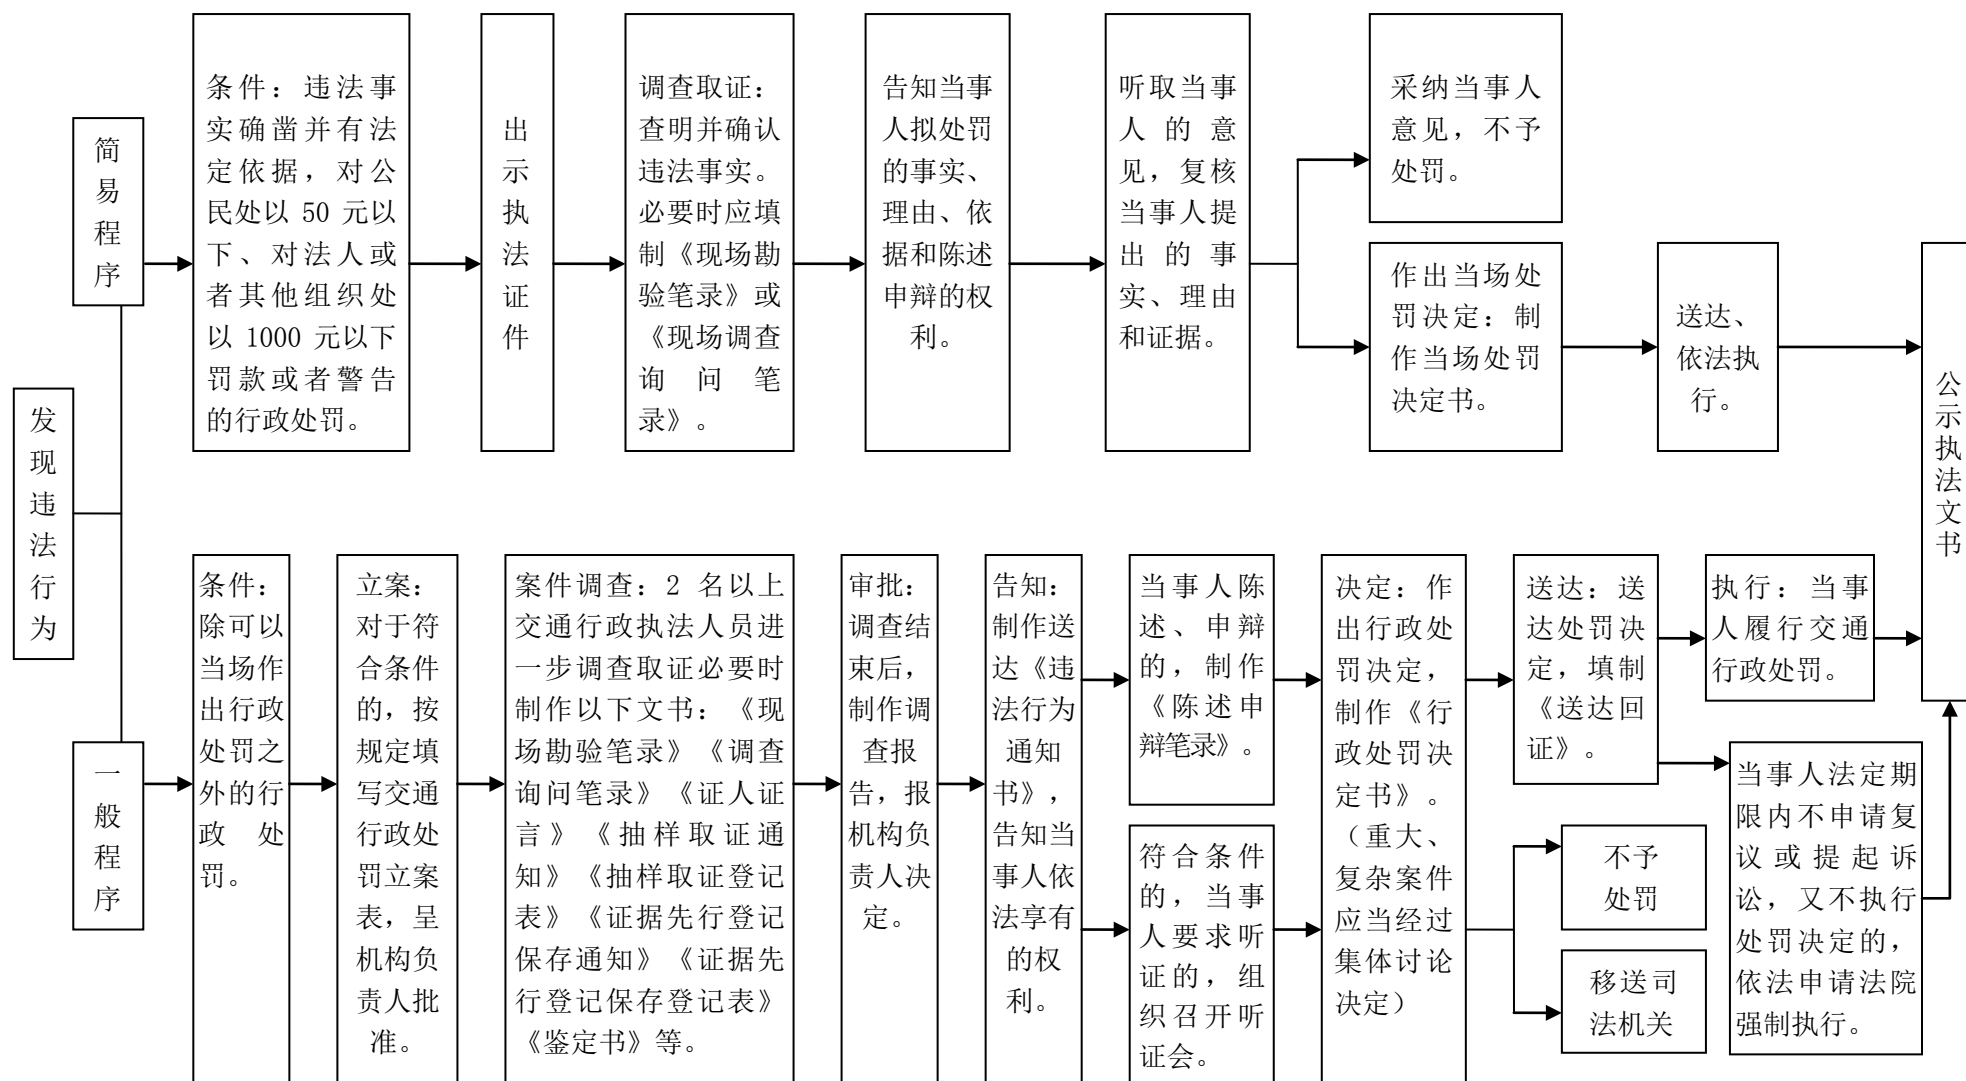 简
易
程
序
条件：违法事
实确凿并有法
定依据，对公
民处以 50 元以
下、对法人或
者其他组织处
以 1000 元以下
罚款或者警告
的行政处罚。
出
示
执
法
证
件
调查取证：
查明并确认
违法事实。
必要时应填
制《现场勘
验笔录》或
《现场调查
询问笔
录》。
告知当事
人拟处罚
的事实、
理由、依
据和陈述
申辩的权
利。
听取当事
人的意
见，复核
当事人提
出的事
实、理由
和证据。
采纳当事人
意见，不予
处罚。
作出当场处
罚决定：制
作当场处罚
决定书。
送达、
依法执
行。
公
示
执
法
文
书
发
现
违
法
行
为
一
般
程
序
条件：
除可以
当场作
出行政
处罚之
外的行
政处
罚。
立案：
对于符
合条件
的，按
规定填
写交通
行政处
罚立案
表，呈
机构负
责人批
准。
案件调查：2 名以上
交通行政执法人员进
一步调查取证必要时
制作以下文书：《现
场勘验笔录》《调查
询问笔录》《证人证
言》《抽样取证通
知》《抽样取证登记
表》《证据先行登记
保存通知》《证据先
行登记保存登记表》
《鉴定书》等。
审批：
调查结
束后，
制作调
查报
告，报
机构负
责人决
定。
告知：
制作送
达《违
法行为
通知
书》，
告知当
事人依
法享有
的权
利。
当事人陈
述、申辩
的，制作
《陈述申
辩笔录》。
符合条件
的，当事
人要求听
证的，组
织召开听
证会。
决定：作
出行政处
罚决定，
制作《行
政处罚决
定书》。
（重大、
复杂案件
应当经过
集体讨论
决定）
送达：送
达处罚决
定，填制
《送达回
证》。
执行：当事
人履行交通
行政处罚。
当事人法定期
限内不申请复
议或提起诉
讼，又不执行
处罚决定的，
依法申请法院
强制执行。
不予
处罚
移送司
法机关